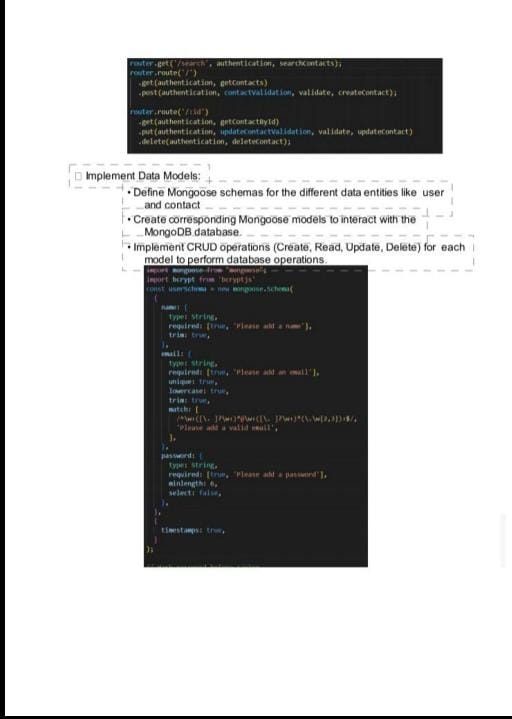 router.get('/search', authentication, searchContacts);
router.route('/')
.get(authentication, getContacts)
.post(authentication, contactValidation, validate, createContact);
router.route('/:id')
.get(authentication, getContactById)
.put(authentication, updateContactValidation, validate, updateContact)
.delete(authentication, deleteContact);
Implement Data Models:
• Define Mongoose schemas for the different data entities like user
and contact
• Create corresponding Mongoose models to interact with the
MongoDB database.
• Implement CRUD operations (Create, Read, Update, Delete) for each
model to perform database operations.
import mongoose from "mongoose";
import bcrypt from 'bcryptjs'
const userSchema = new mongoose.Schema(
{
name: {
type: String,
required: [true, 'Please add a name'],
trim: true,
},
email: {
type: String,
required: [true, 'Please add an email'],
unique: true,
lowercase: true,
trim: true,
match: [
'Please add a valid email',
],
},
password: {
type: String,
required: [true, 'Please add a password'],
minlength: 6,
select: false,
},
},
{
timestamps: true,
}
);